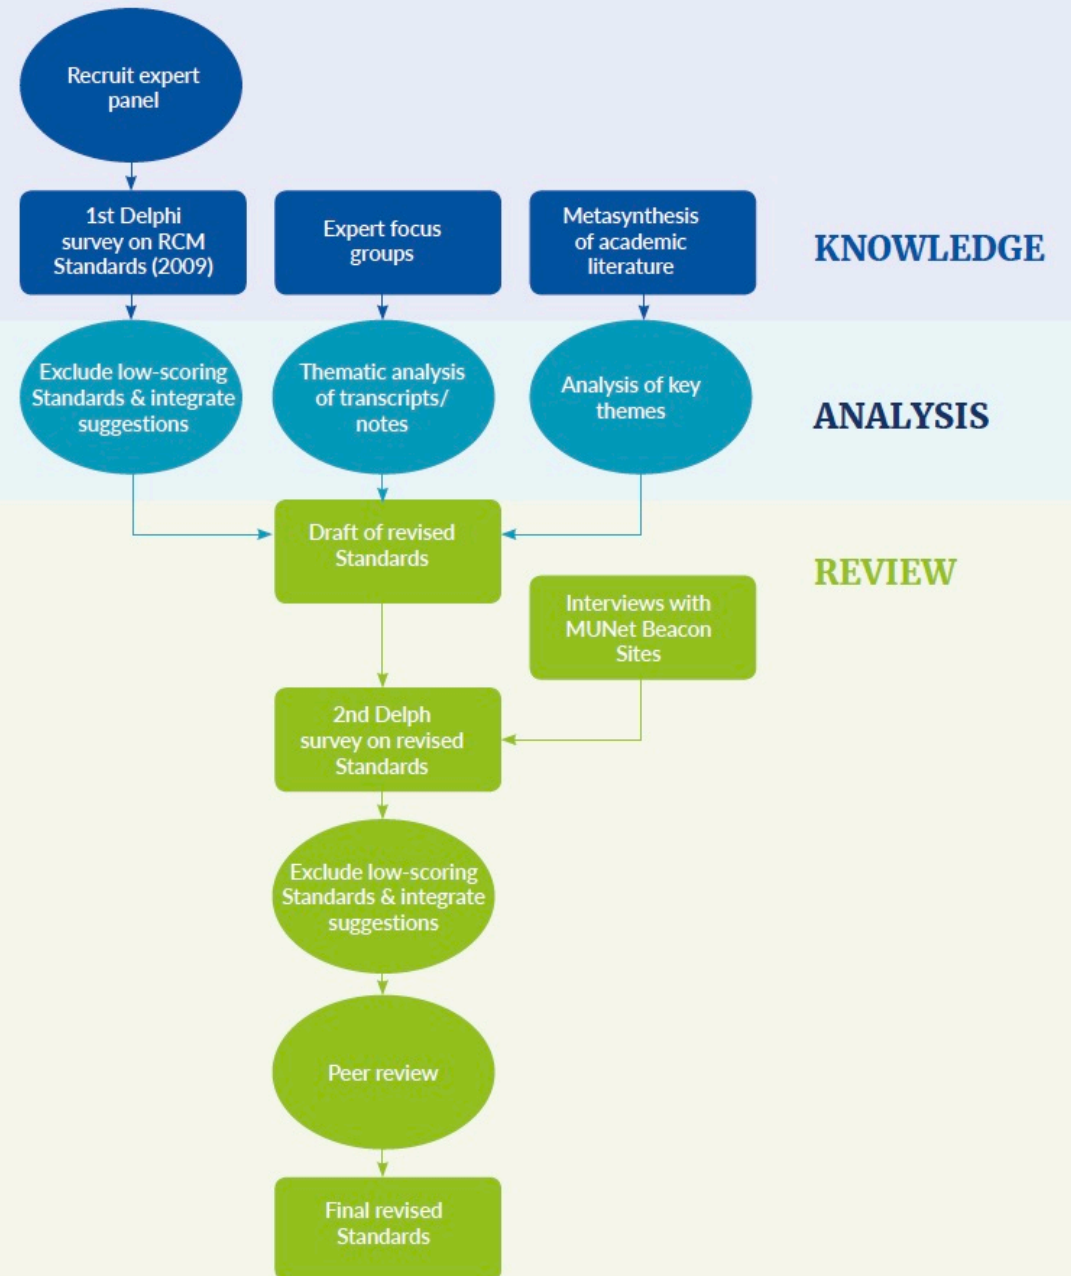 Recruit expert
panel
1st Delphi
survey on RCM
Standards (2009)
Expert focus
groups
Metasynthesis
of academic
literature
KNOWLEDGE
Exclude low-scoring
Standards & integrate
suggestions
Thematic analysis
of transcripts/
notes
Analysis of key
themes
ANALYSIS
Draft of revised
Standards
REVIEW
Interviews with
MUNet Beacon
Sites
2nd Delph
survey on revised
Standards
Exclude low-scoring
Standards & integrate
suggestions
Peer review
Final revised
Standards